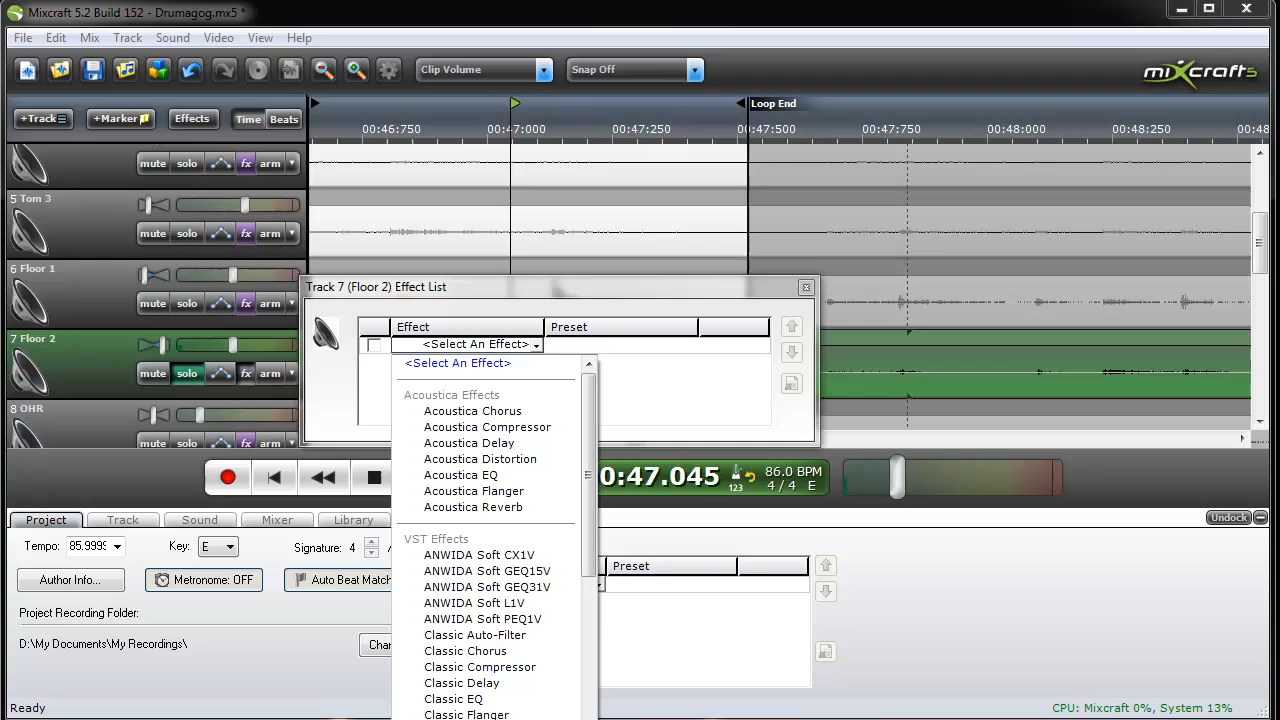 Mixcraft 5.2 Build 152 - Drumagog.mx5 *
File Edit Mix Track Sound Video View Help
Clip Volume Snap Off mixcraft5
+Track +Marker Effects Time Beats
Loop End
00:46:750 00:47:000 00:47:250 00:47:500 00:47:750 00:48:000 00:48:250 00:48
mute solo fx arm
5 Tom 3
mute solo fx arm
6 Floor 1
mute solo fx arm
7 Floor 2
mute solo fx arm
8 OHR
mute solo fx arm
Track 7 (Floor 2) Effect List
Effect Preset
<Select An Effect>
<Select An Effect>
Acoustica Effects
Acoustica Chorus
Acoustica Compressor
Acoustica Delay
Acoustica Distortion
Acoustica EQ
Acoustica Flanger
Acoustica Reverb
VST Effects
ANWIDA Soft CX1V
ANWIDA Soft GEQ15V
ANWIDA Soft GEQ31V
ANWIDA Soft L1V
ANWIDA Soft PEQ1V
Classic Auto-Filter
Classic Chorus
Classic Compressor
Classic Delay
Classic EQ
Classic Flanger
0:47.045 123 86.0 BPM
4 / 4 E
Project Track Sound Mixer Library Undock
Tempo: 85.999 Key: E Signature: 4
Author Info... Metronome: OFF Auto Beat Match
Project Recording Folder:
D:\My Documents\My Recordings\ Chan
Preset
Ready CPU: Mixcraft 0%, System 13%